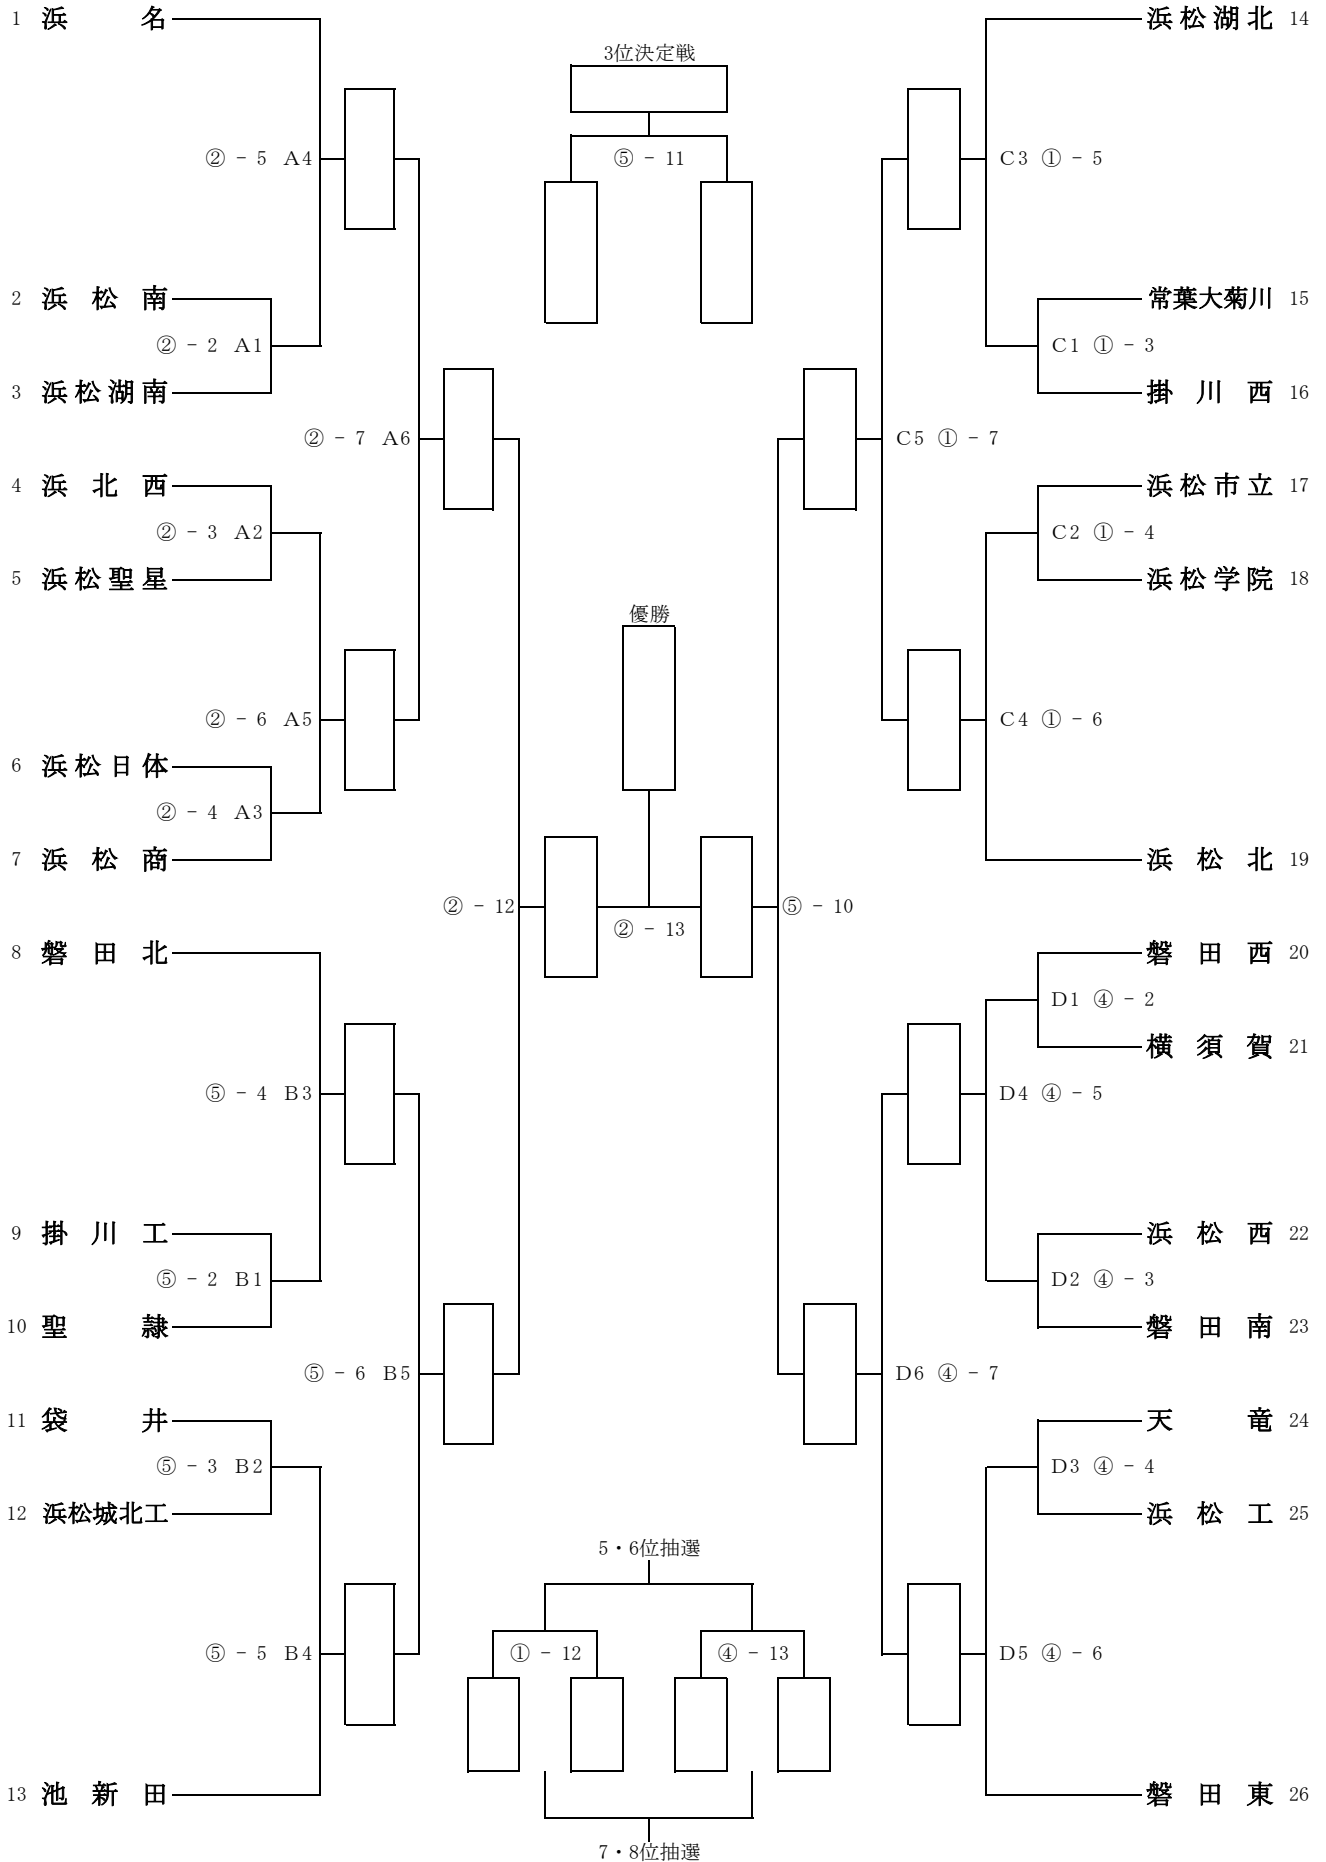 1 浜名
浜松湖北 14
3位決定戦
② - 5 A4
⑤ - 11
C3 ① - 5
2 浜松南
常葉大菊川 15
② - 2 A1
C1 ① - 3
3 浜松湖南
掛川西 16
② - 7 A6
C5 ① - 7
4 浜北西
浜松市立 17
② - 3 A2
C2 ① - 4
5 浜松聖星
浜松学院 18
優勝
② - 6 A5
C4 ① - 6
6 浜松日体
② - 4 A3
7 浜松商
浜松北 19
② - 12
② - 13
⑤ - 10
8 磐田北
磐田西 20
D1 ④ - 2
横須賀 21
⑤ - 4 B3
D4 ④ - 5
9 掛川工
浜松西 22
⑤ - 2 B1
D2 ④ - 3
10 聖隷
磐田南 23
⑤ - 6 B5
D6 ④ - 7
11 袋井
天竜 24
⑤ - 3 B2
D3 ④ - 4
12 浜松城北工
浜松工 25
5・6位抽選
⑤ - 5 B4
① - 12
④ - 13
D5 ④ - 6
13 池新田
磐田東 26
7・8位抽選